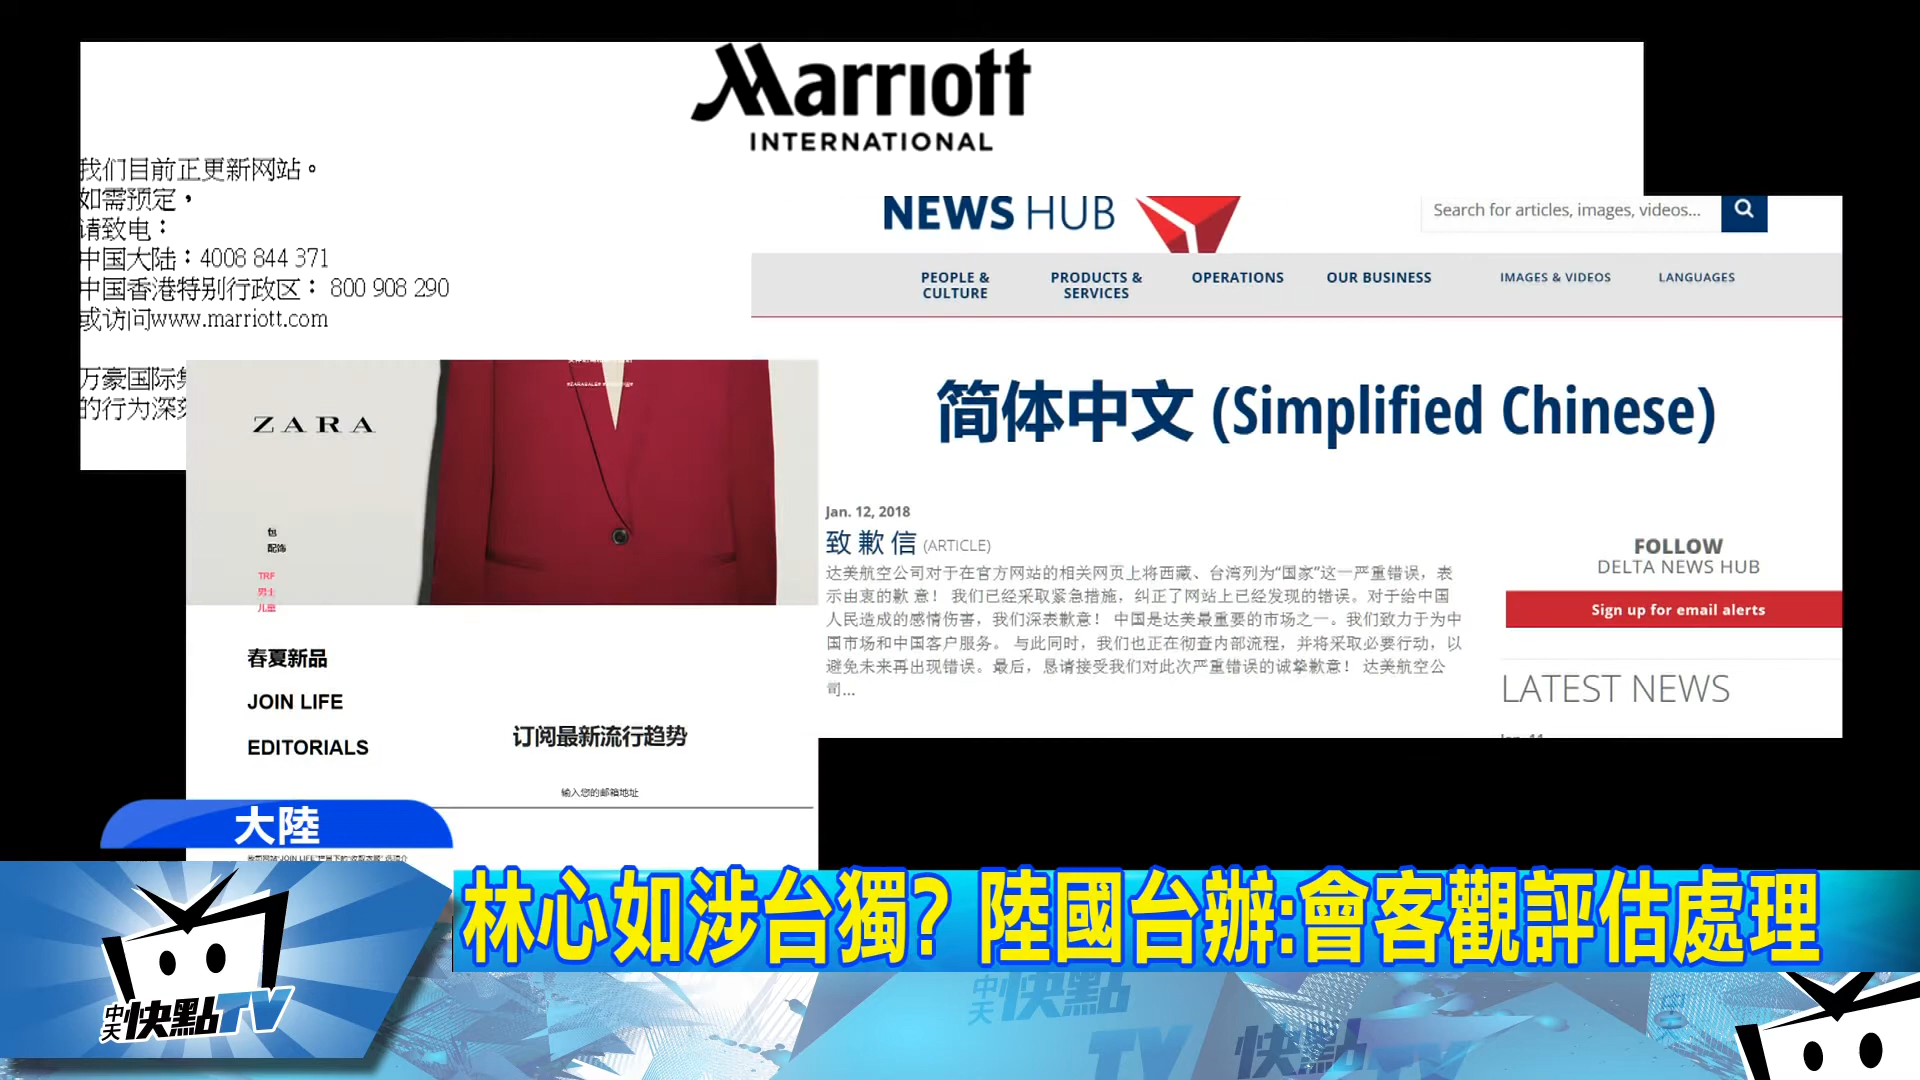 Marriott
INTERNATIONAL
我们目前正更新网站。
如需预定，
请致电：
中国大陆：4008 844 371
中国香港特别行政区： 800 908 290
或访问www.marriott.com
万豪国际集
的行为深刻
NEWS HUB
Search for articles, images, videos...
PEOPLE &
CULTURE
PRODUCTS &
SERVICES
OPERATIONS
OUR BUSINESS
IMAGES & VIDEOS
LANGUAGES
简体中文 (Simplified Chinese)
Jan. 12, 2018
致 歉 信 (ARTICLE)
达美航空公司对于在官方网站的相关网页上将西藏、台湾列为“国家”这一严重错误，表
示由衷的歉 意！ 我们已经采取紧急措施，纠正了网站上已经发现的错误。对于给中国
人民造成的感情伤害，我们深表歉意！ 中国是达美最重要的市场之一。我们致力于为中
国市场和中国客户服务。 与此同时，我们也正在彻查内部流程，并将采取必要行动，以
避免未来再出现错误。最后，恳请接受我们对此次严重错误的诚挚歉意！ 达美航空公
司...
FOLLOW
DELTA NEWS HUB
Sign up for email alerts
LATEST NEWS
ZARA
包
配饰
TRF
男士
儿童
春夏新品
JOIN LIFE
EDITORIALS
订阅最新流行趋势
输入您的邮箱地址
大陸
林心如涉台獨? 陸國台辦:會客觀評估處理
中天快點TV
中天快點TV
快點TV